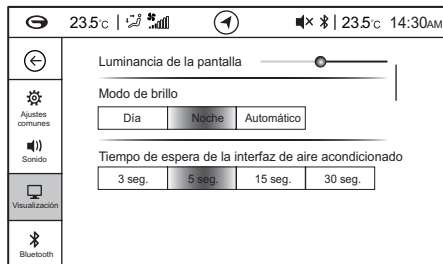 23.5°C 23.5°C 14:30AM
Luminancia de la pantalla
Modo de brillo
Día Noche Automático
Tiempo de espera de la interfaz de aire acondicionado
3 seg. 5 seg. 15 seg. 30 seg.
Ajustes
comunes
Sonido
Visualización
Bluetooth